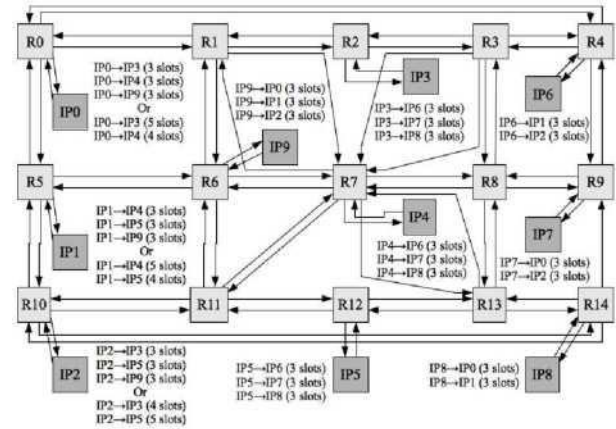 R0
R1
R2
R3
R4
IP0
IP0→IP3 (3 slots)
IP0→IP4 (3 slots)
IP0→IP9 (3 slots)
Or
IP0→IP3 (5 slots)
IP0→IP4 (4 slots)
IP9→IP0 (3 slots)
IP9→IP1 (3 slots)
IP9→IP2 (3 slots)
IP9
IP3
IP3→IP6 (3 slots)
IP3→IP7 (3 slots)
IP3→IP8 (3 slots)
IP6
IP6→IP1 (3 slots)
IP6→IP2 (3 slots)
R5
R6
R7
R8
R9
IP1
IP1→IP4 (3 slots)
IP1→IP5 (3 slots)
IP1→IP9 (3 slots)
Or
IP1→IP4 (5 slots)
IP1→IP5 (4 slots)
IP4
IP4→IP6 (3 slots)
IP4→IP7 (3 slots)
IP4→IP8 (3 slots)
IP7
IP7→IP0 (3 slots)
IP7→IP2 (3 slots)
R10
R11
R12
R13
R14
IP2
IP2→IP3 (3 slots)
IP2→IP5 (3 slots)
IP2→IP9 (3 slots)
Or
IP2→IP3 (4 slots)
IP2→IP5 (5 slots)
IP5→IP6 (3 slots)
IP5→IP7 (3 slots)
IP5→IP8 (3 slots)
IP5
IP8→IP0 (3 slots)
IP8→IP1 (3 slots)
IP8